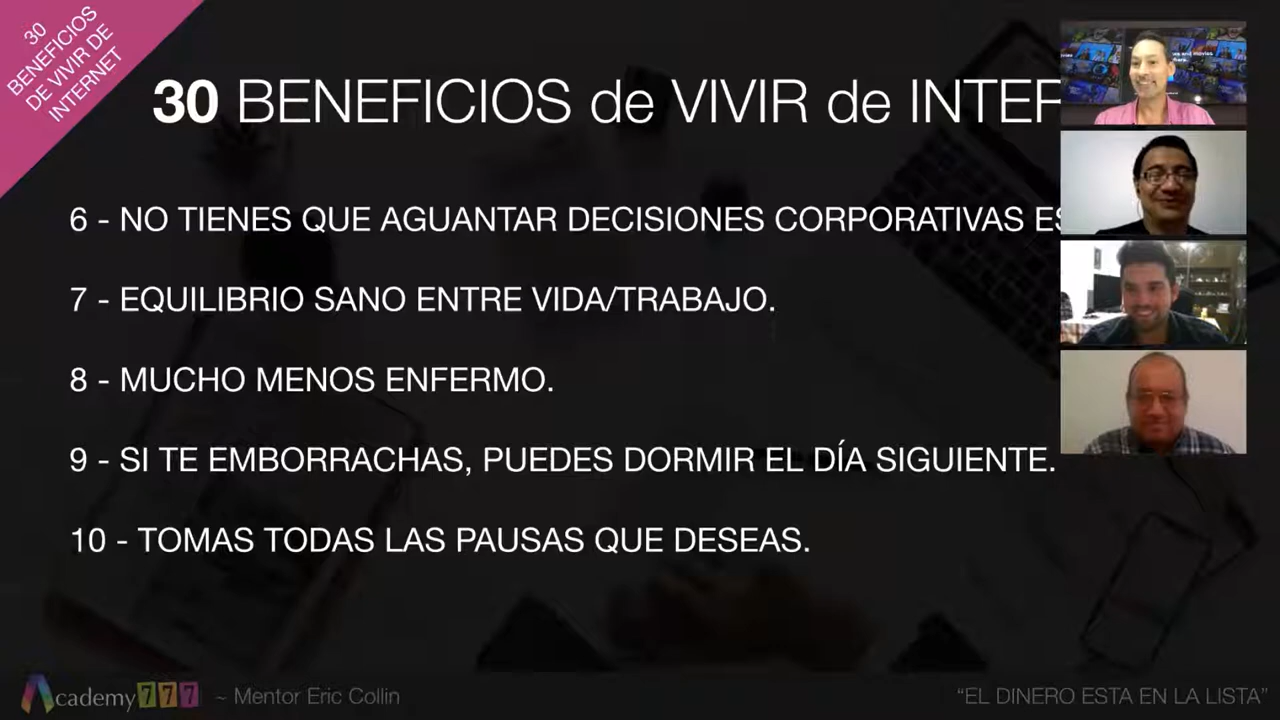 30
BENEFICIOS
DE VIVIR DE
INTERNET
30 BENEFICIOS de VIVIR de INTER
6 - NO TIENES QUE AGUANTAR DECISIONES CORPORATIVAS ES
7 - EQUILIBRIO SANO ENTRE VIDA/TRABAJO.
8 - MUCHO MENOS ENFERMO.
9 - SI TE EMBORRACHAS, PUEDES DORMIR EL DÍA SIGUIENTE.
10 - TOMAS TODAS LAS PAUSAS QUE DESEAS.
Academy777 ~ Mentor Eric Collin
“EL DINERO ESTA EN LA LISTA”